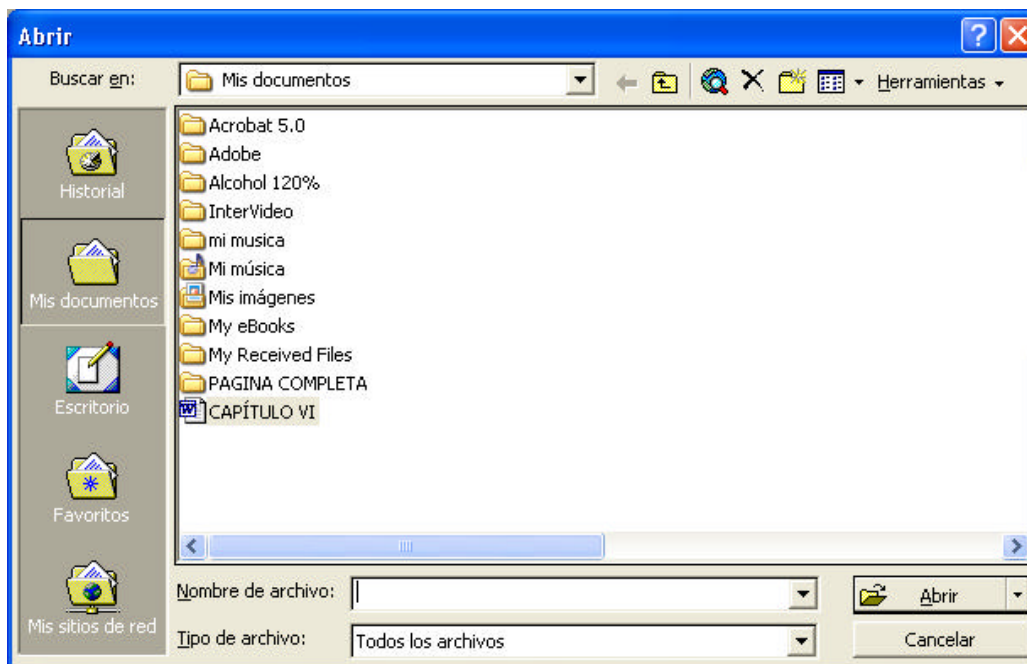 Abrir
Buscar en: Mis documentos Herramientas
Historial
Mis documentos
Escritorio
Favoritos
Mis sitios de red
Acrobat 5.0
Adobe
Alcohol 120%
InterVideo
mi musica
Mi música
Mis imágenes
My eBooks
My Received Files
PAGINA COMPLETA
CAPÍTULO VI
Nombre de archivo: Abrir
Tipo de archivo: Todos los archivos Cancelar